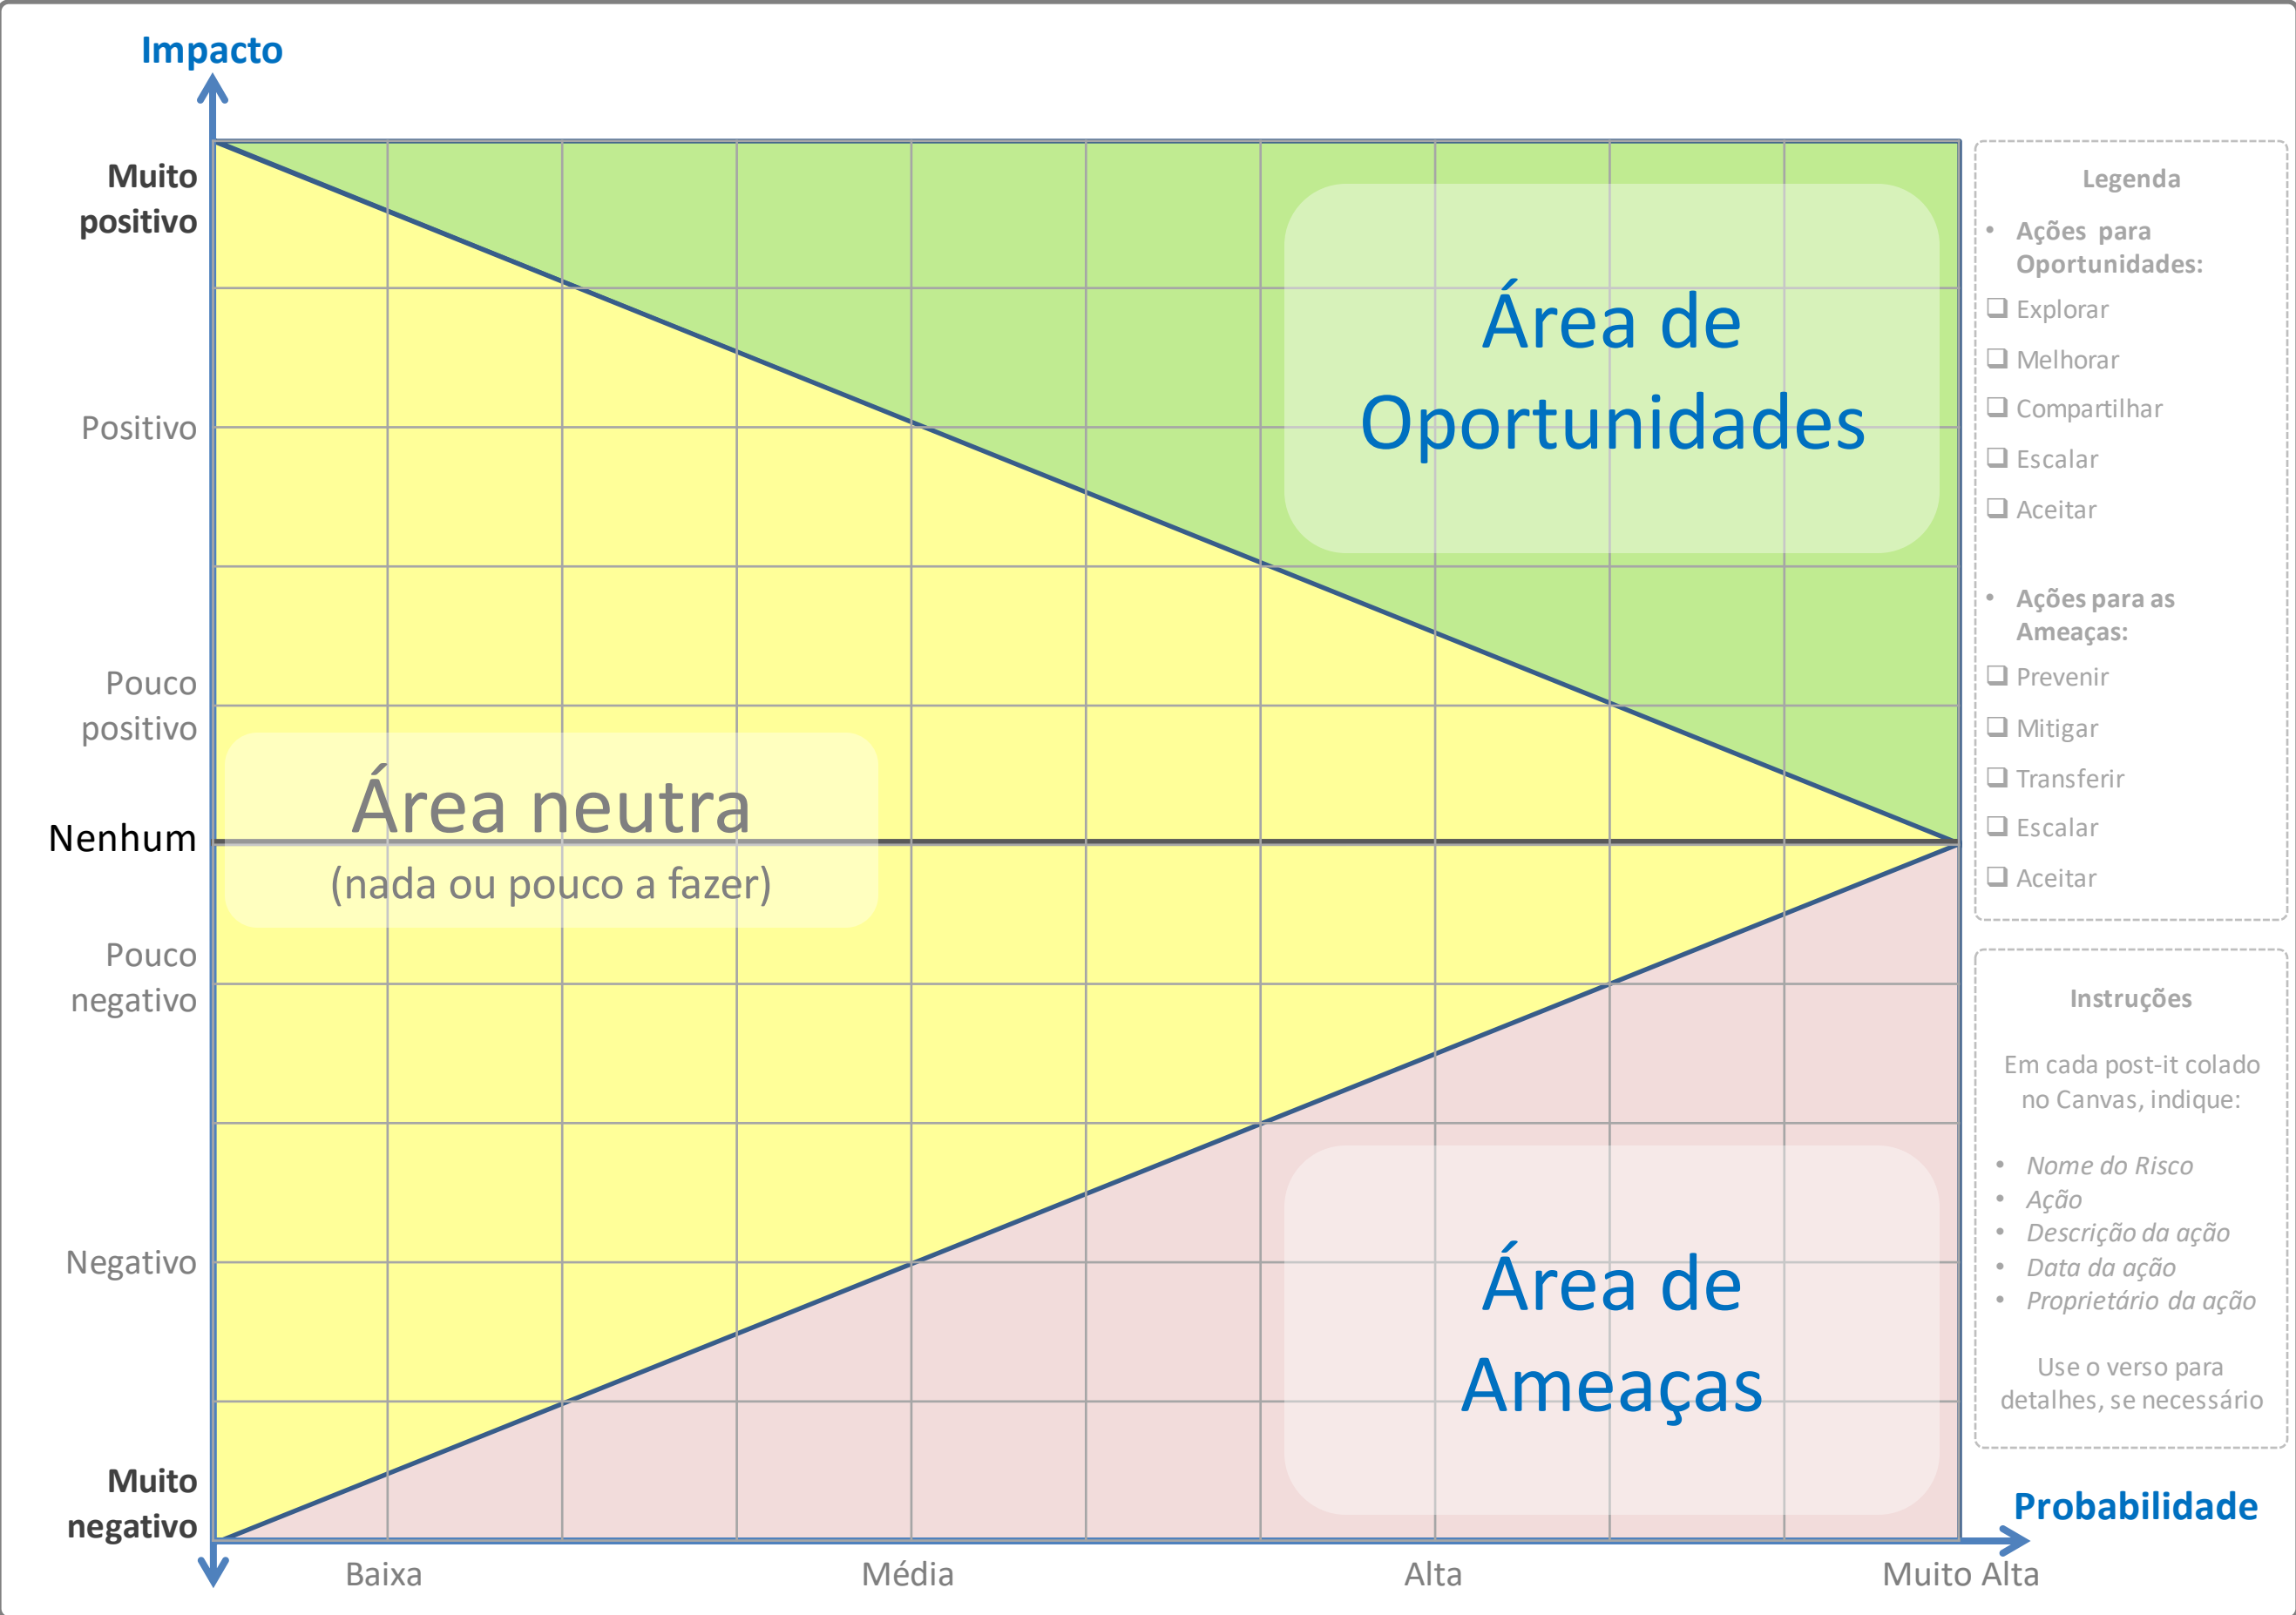 Impacto
Muito
positivo
Positivo
Pouco
positivo
Nenhum
Pouco
negativo
Negativo
Muito
negativo
Área de
Oportunidades
Área neutra
(nada ou pouco a fazer)
Área de
Ameaças
Baixa
Média
Alta
Muito Alta
Probabilidade
Legenda
• Ações para
Oportunidades:
❑ Explorar
❑ Melhorar
❑ Compartilhar
❑ Escalar
❑ Aceitar
• Ações para as
Ameaças:
❑ Prevenir
❑ Mitigar
❑ Transferir
❑ Escalar
❑ Aceitar
Instruções
Em cada post-it colado
no Canvas, indique:
• Nome do Risco
• Ação
• Descrição da ação
• Data da ação
• Proprietário da ação
Use o verso para
detalhes, se necessário